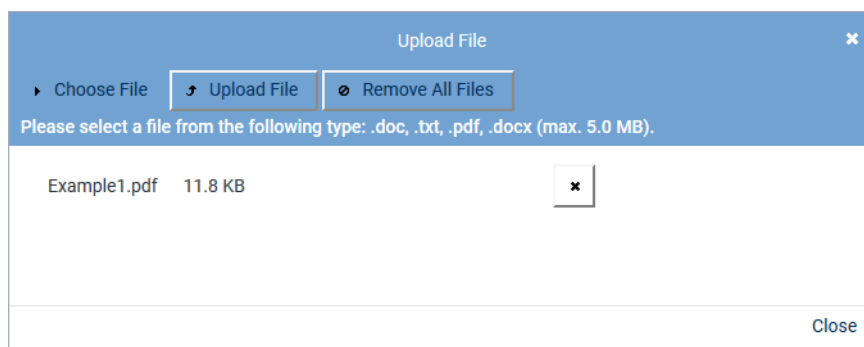 Upload File
Choose File Upload File Remove All Files
Please select a file from the following type: .doc, .txt, .pdf, .docx (max. 5.0 MB).
Example1.pdf 11.8 KB
Close